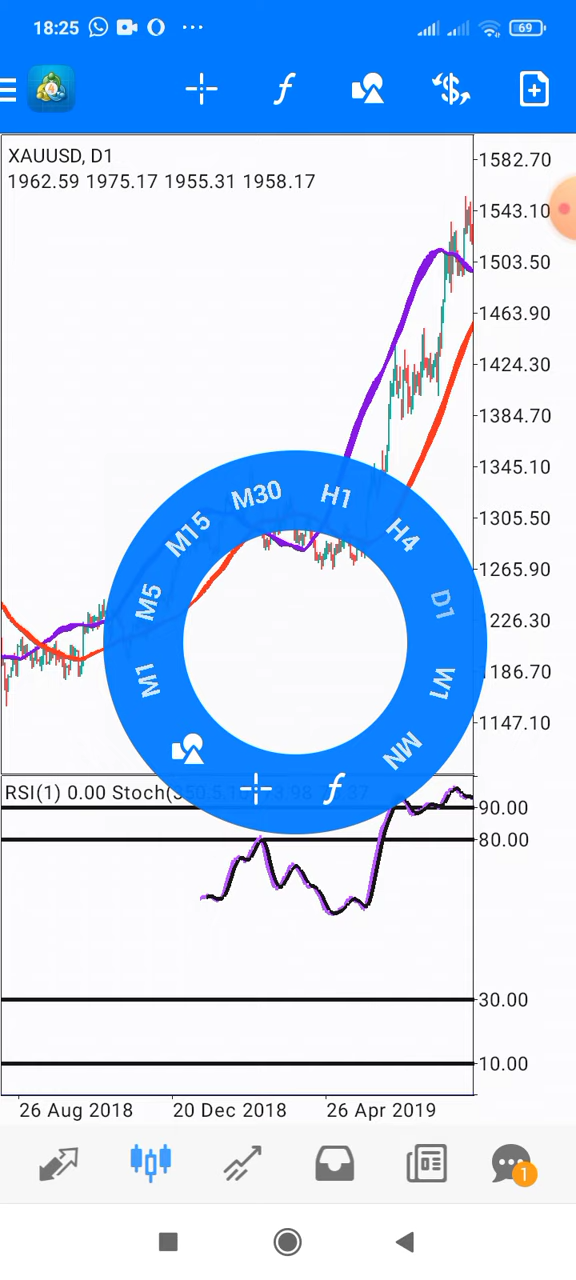 18:25 69
f
XAUUSD, D1
1962.59 1975.17 1955.31 1958.17
1582.70
1543.10
1503.50
1463.90
1424.30
1384.70
1345.10
1305.50
1265.90
1226.30
1186.70
1147.10
M1
M5
M15
M30
H1
H4
D1
W1
MN
f
RSI(1) 0.00 Stoch(
90.00
80.00
30.00
10.00
26 Aug 2018 20 Dec 2018 26 Apr 2019
1